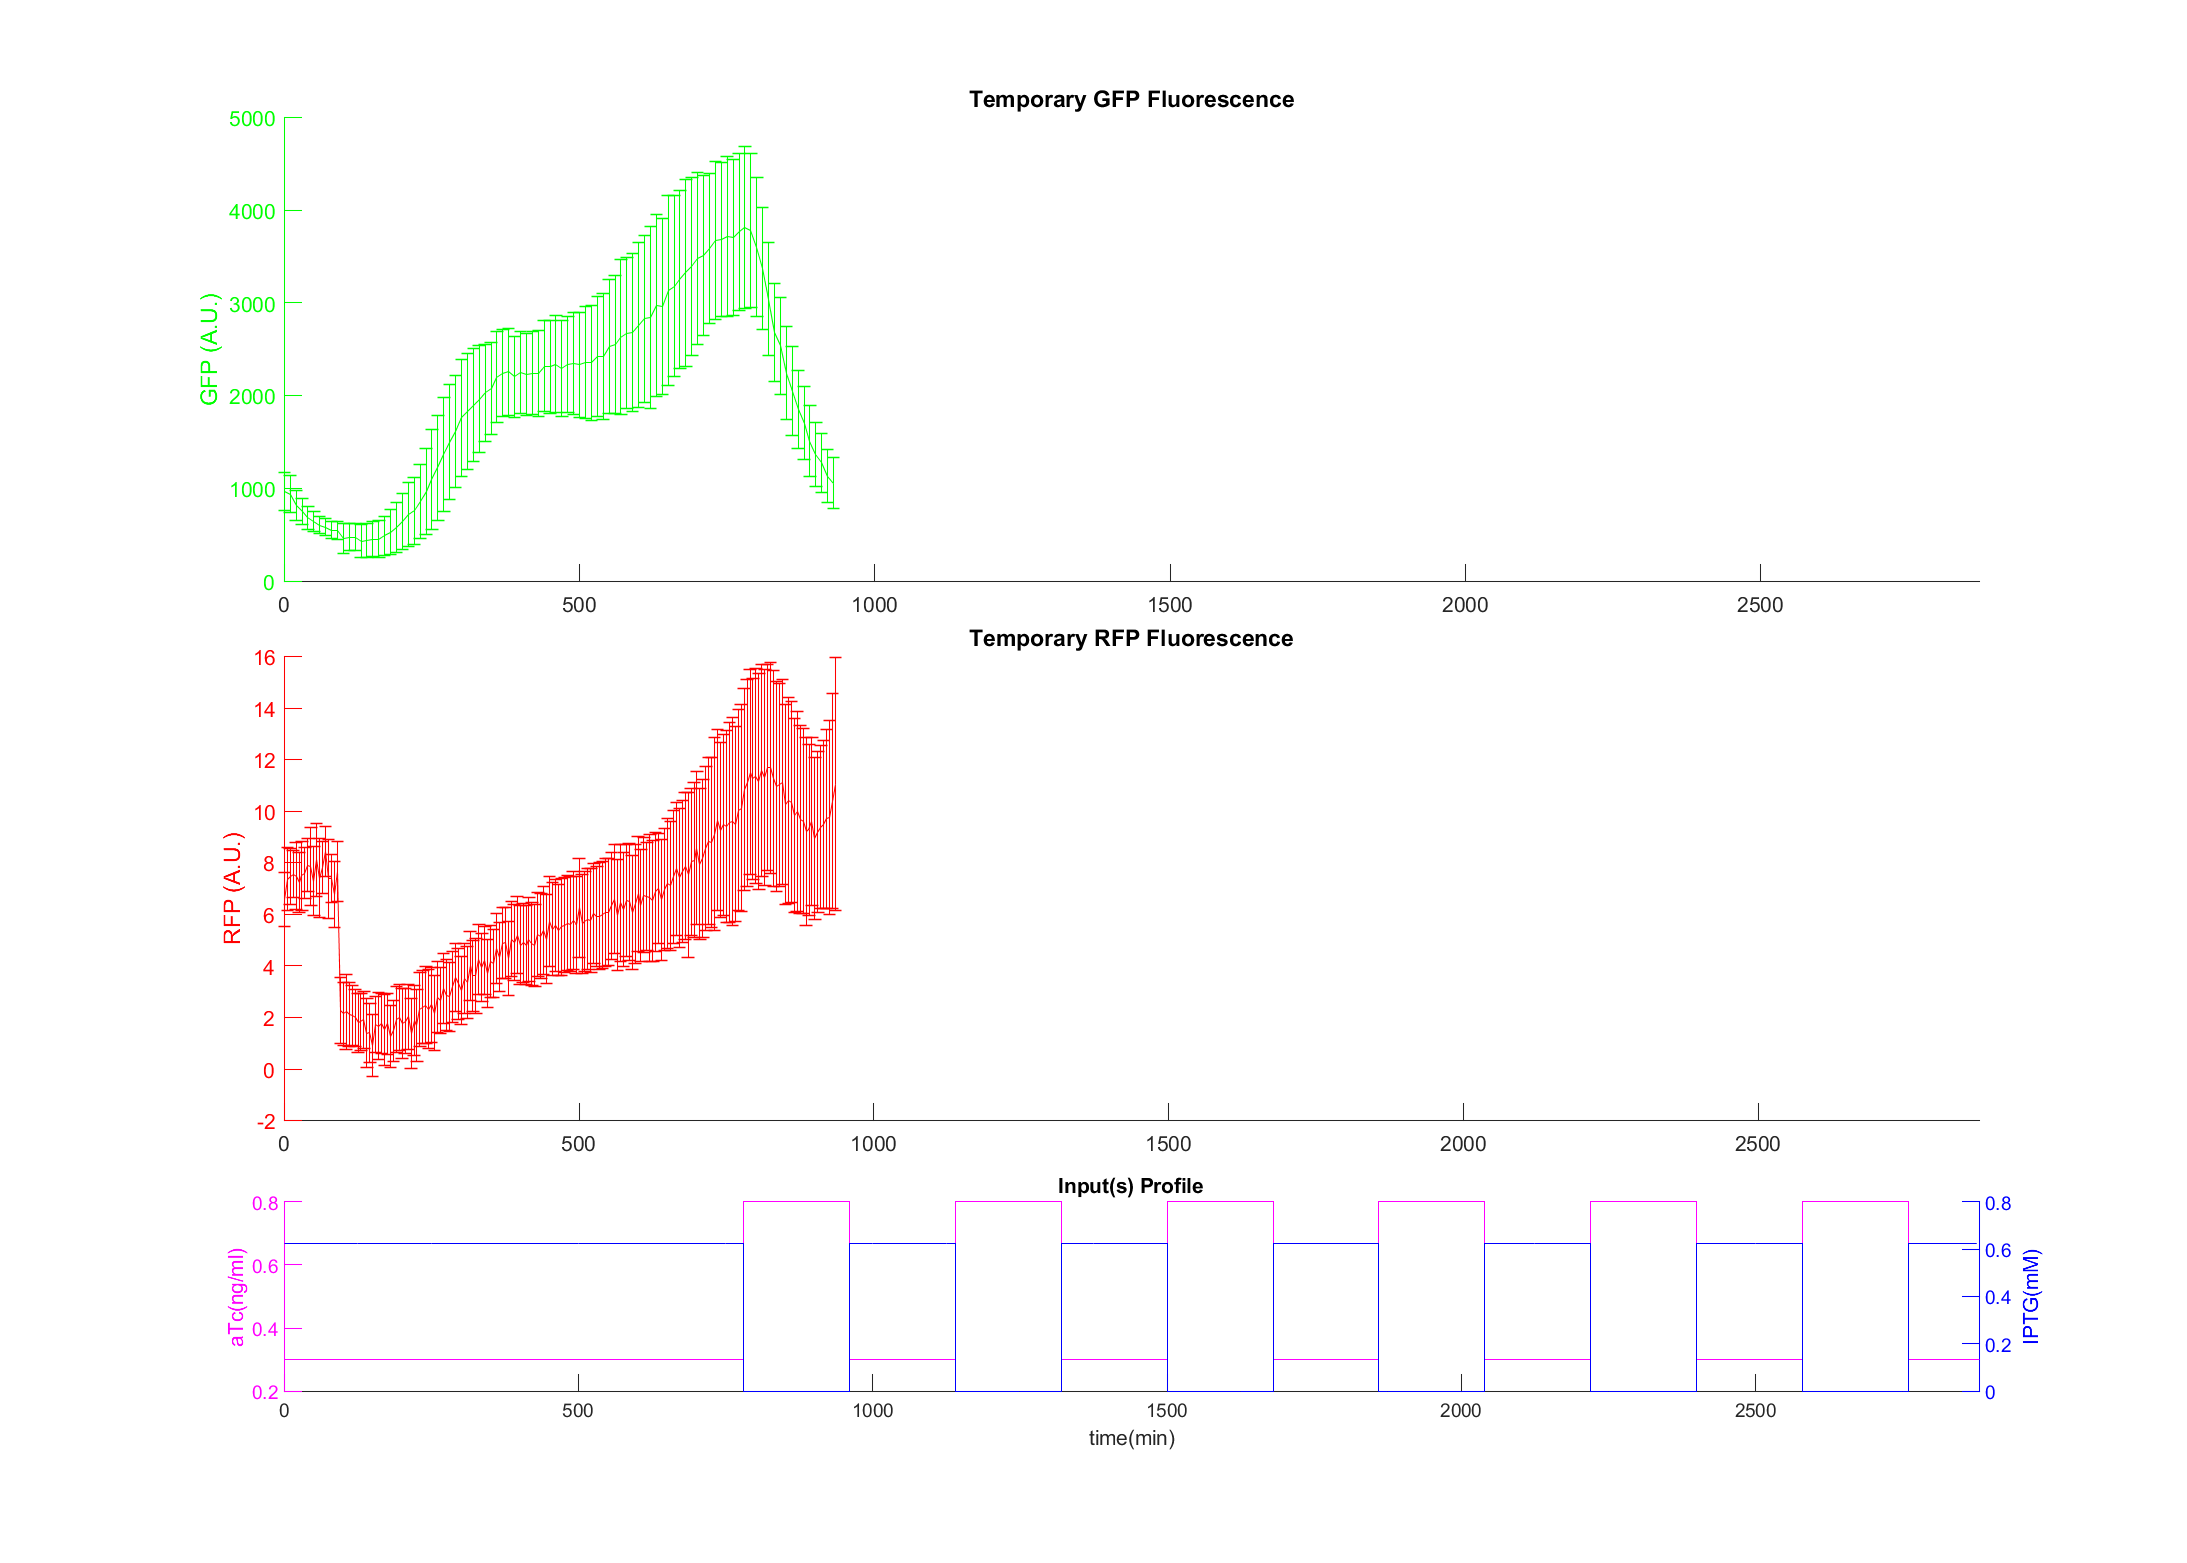 Temporary GFP Fluorescence
5000
4000
3000
2000
1000
0
GFP (A.U.)
0 500 1000 1500 2000 2500
Temporary RFP Fluorescence
16
14
12
10
8
6
4
2
0
-2
RFP (A.U.)
0 500 1000 1500 2000 2500
Input(s) Profile
0.8
0.6
0.4
0.2
aTc(ng/ml)
0.8
0.6
0.4
0.2
0
IPTG(mM)
0 500 1000 1500 2000 2500
time(min)